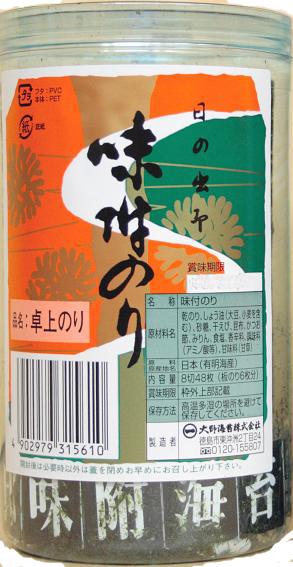 プラ
フタ：PVC
本体：PET
紙
日の出印
味附のり
賞味期限
品名：卓上のり
名称 味付のり
原材料名 乾のり、しょうゆ(大豆、小麦を含む)、砂糖、干えび、昆布、かつお節、みりん、食塩、香辛料、調味料(アミノ酸等)、甘味料(甘草)
原料原産地名 日本(有明海産)
内容量 8切48枚(板のり6枚分)
賞味期限 枠外上部記載
保存方法 高温多湿の場所を避けて保存してください。
製造者 大野海苔株式会社
徳島市東沖洲2丁目24
0120-155807
4 902979 315610
開封後は必要時以外は蓋を閉めお早めにお召し上がり下さい。
味附海苔